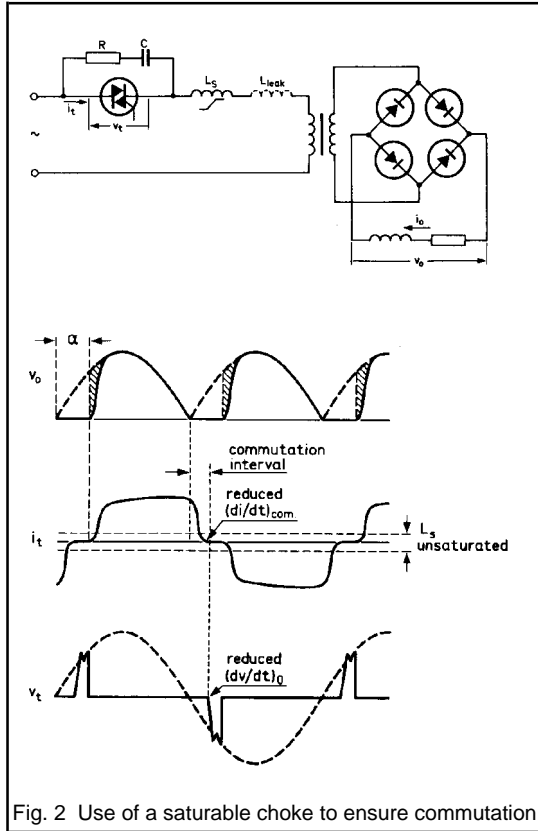 R C
L_S L_leak
i_t
v_t
~
i_o
v_o
α
v_o
commutation
interval
reduced
(di/dt)com.
i_t
L_s
unsaturated
reduced
(dv/dt)_0
v_t
Fig. 2 Use of a saturable choke to ensure commutation